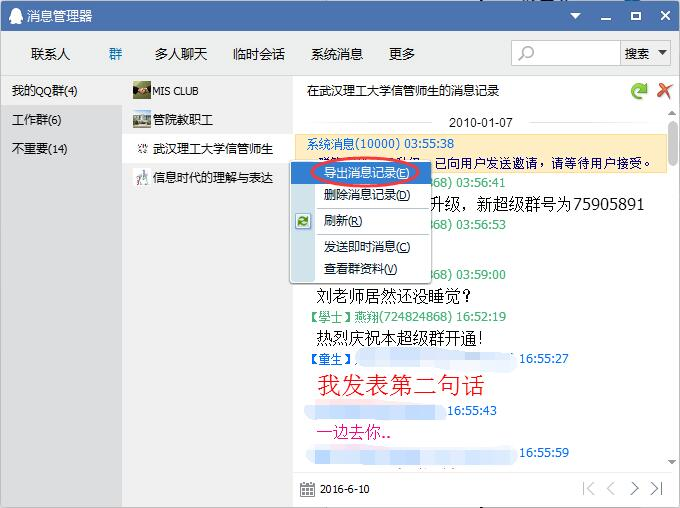 消息管理器
联系人 群 多人聊天 临时会话 系统消息 更多 搜索
我的QQ群(4)
工作群(6)
不重要(14)
MIS CLUB
管院教职工
武汉理工大学信管师生
信息时代的理解与表达
在武汉理工大学信管师生的消息记录
2010-01-07
系统消息(10000) 03:55:38
已向用户发送邀请，请等待用户接受。
导出消息记录(E)
删除消息记录(D)
刷新(R)
发送即时消息(C)
查看群资料(V)
868) 03:56:41
升级，新超级群号为75905891
868) 03:56:53
868) 03:59:00
刘老师居然还没睡觉？
【學士】燕翔(724824868) 16:52:19
热烈庆祝本超级群开通！
【童生】 16:55:27
我发表第二句话
16:55:43
一边去你..
16:55:59
2016-6-10